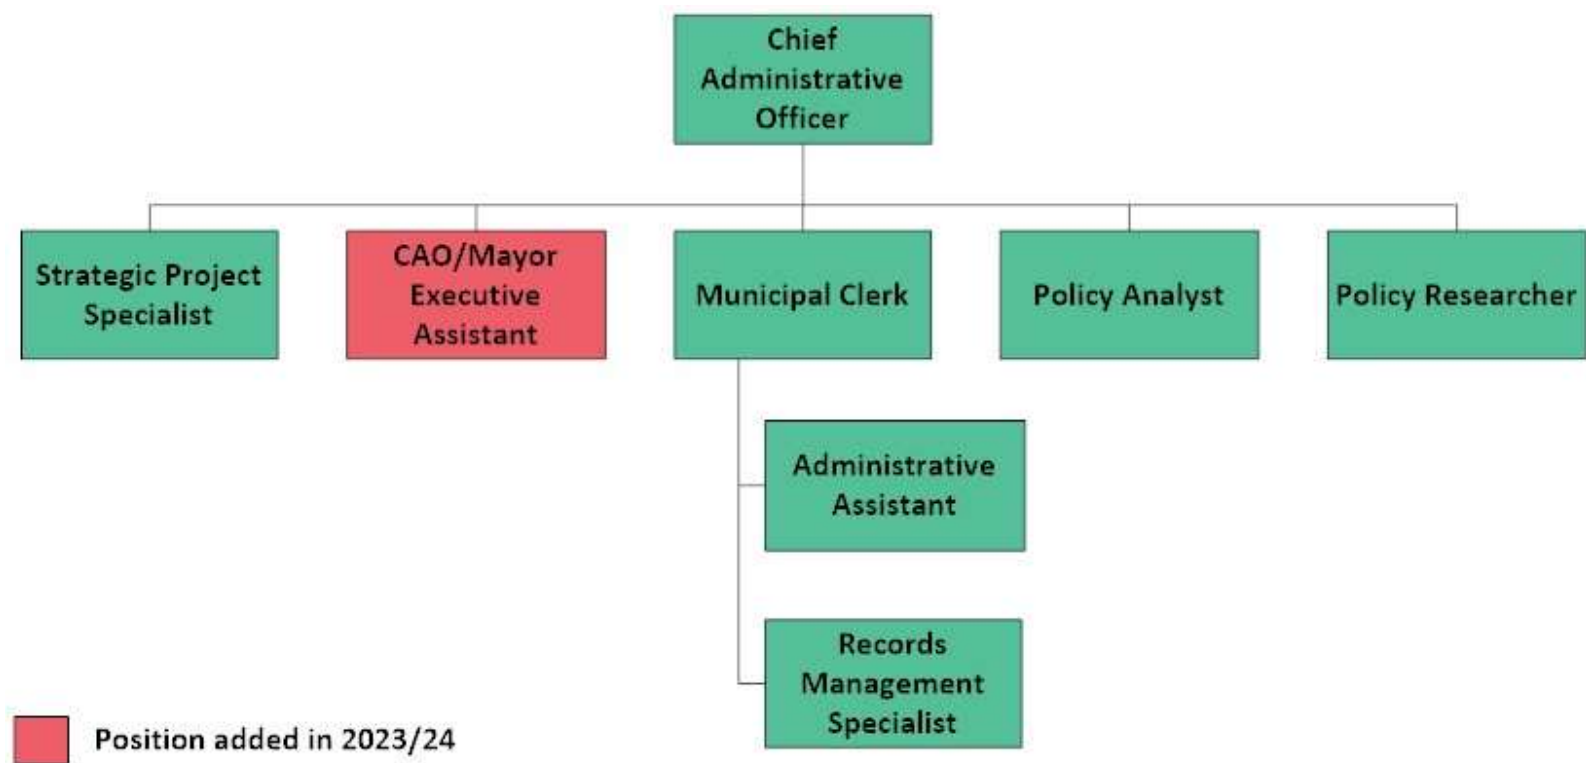 Chief
Administrative
Officer
Strategic Project
Specialist
CAO/Mayor
Executive
Assistant
Municipal Clerk
Policy Analyst
Policy Researcher
Administrative
Assistant
Records
Management
Specialist
Position added in 2023/24